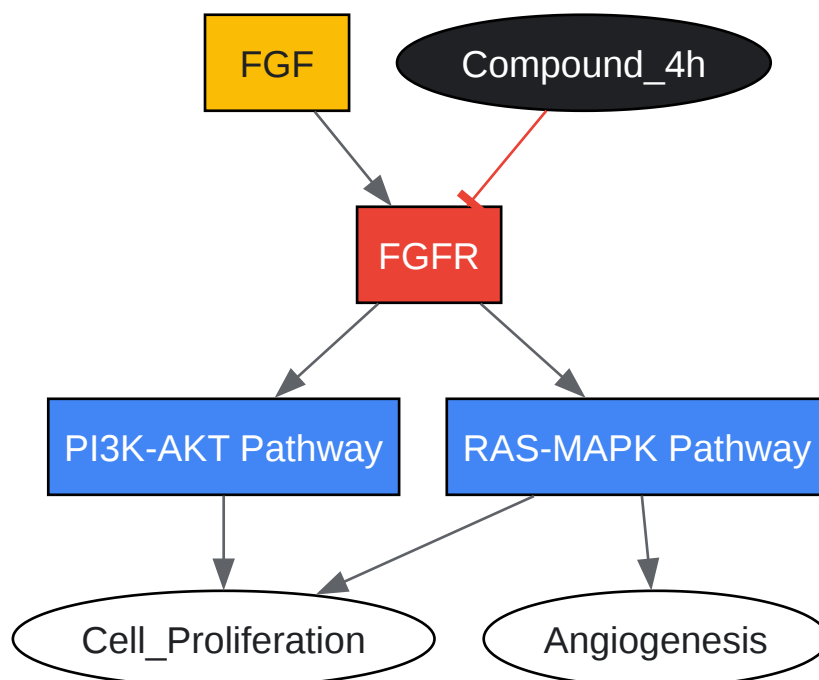 FGF
Compound_4h
FGFR
PI3K-AKT Pathway
RAS-MAPK Pathway
Cell_Proliferation
Angiogenesis